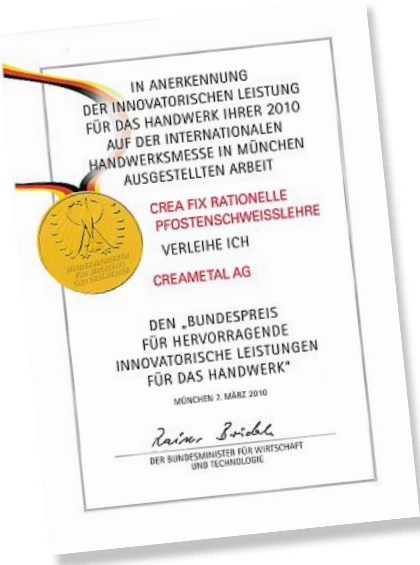 IN ANERKENNUNG
DER INNOVATORISCHEN LEISTUNG
FÜR DAS HANDWERK IHRER 2010
AUF DER INTERNATIONALEN
HANDWERKSMESSE IN MÜNCHEN
AUSGESTELLTEN ARBEIT
CREA FIX RATIONELLE
PFOSTENSCHWEISSLEHRE
VERLEIHE ICH
CREAMETAL AG
DEN „BUNDESPREIS
FÜR HERVORRAGENDE
INNOVATORISCHE LEISTUNGEN
FÜR DAS HANDWERK"
MÜNCHEN 7. MÄRZ 2010
DER BUNDESMINISTER FÜR WIRTSCHAFT
UND TECHNOLOGIE